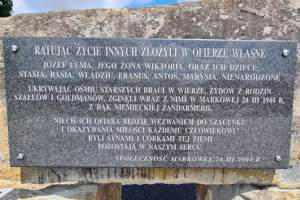 RATUJĄC ŻYCIE INNYCH ZŁOŻYLI W OFIERZE WŁASNE
JÓZEF ULMA, JEGO ŻONA WIKTORIA, ORAZ ICH DZIECI:
STASIA, BASIA, WŁADZIU, FRANUŚ, ANTOŚ, MARYSIA, NIENARODZONE
UKRYWAJĄC OŚMIU STARSZYCH BRACI W WIERZE, ŻYDÓW Z RODZIN
SZALLÓW I GOLDMANÓW, ZGINĘLI WRAZ Z NIMI W MARKOWEJ 24 III 1944 R.
Z RĄK NIEMIECKIEJ ŻANDARMERII.
NIECH ICH OFIARA BĘDZIE WEZWANIEM DO SZACUNKU
I OKAZYWANIA MIŁOŚCI KAŻDEMU CZŁOWIEKOWI!
BYLI SYNAMI I CÓRKAMI TEJ ZIEMI
POZOSTAJĄ W NASZYM SERCU.
SPOŁECZNOŚĆ MARKOWEJ 24 III 2004 R.